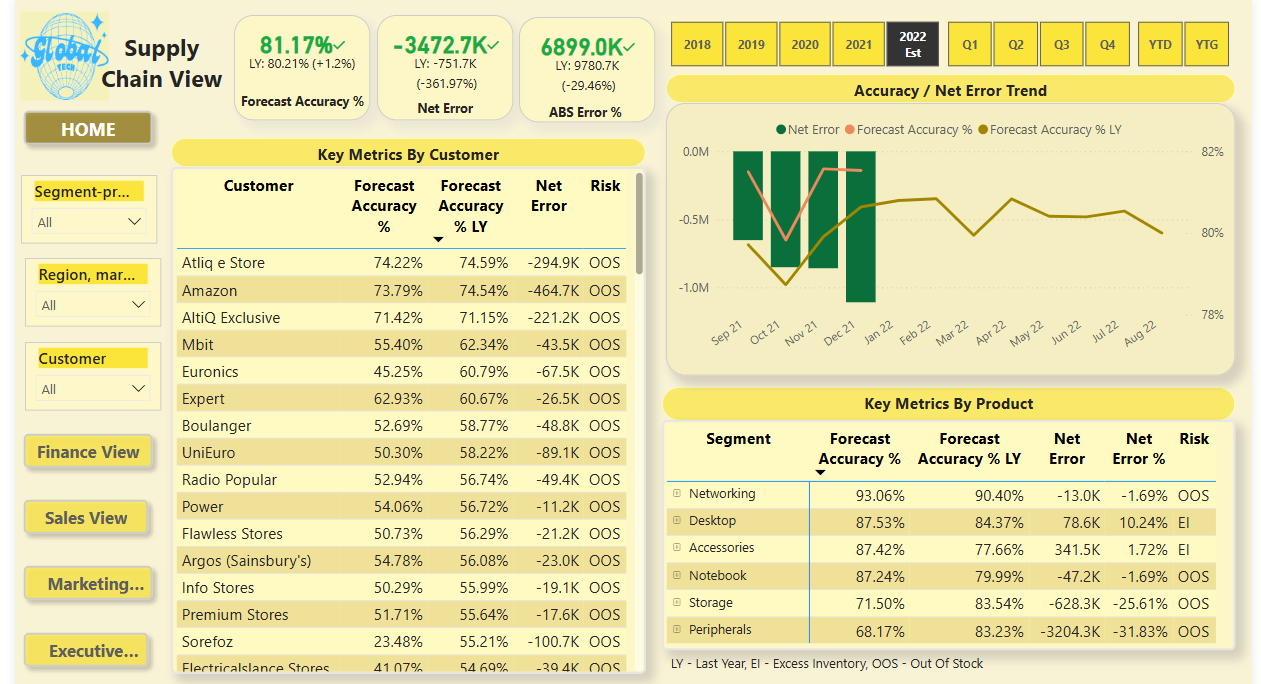 Global
TECH
Supply
Chain View
81.17%
LY: 80.21% (+1.2%)
Forecast Accuracy %
-3472.7K
LY: -751.7K
(-361.97%)
Net Error
6899.0K
LY: 9780.7K
(-29.46%)
ABS Error %
2018 2019 2020 2021 2022 Est Q1 Q2 Q3 Q4 YTD YTG
HOME
Segment-pr...
All
Region, mar...
All
Customer
All
Finance View
Sales View
Marketing...
Executive...
Key Metrics By Customer
Customer Forecast Accuracy % Forecast Accuracy % LY Net Error Risk
Atliq e Store 74.22% 74.59% -294.9K OOS
Amazon 73.79% 74.54% -464.7K OOS
AltiQ Exclusive 71.42% 71.15% -221.2K OOS
Mbit 55.40% 62.34% -43.5K OOS
Euronics 45.25% 60.79% -67.5K OOS
Expert 62.93% 60.67% -26.5K OOS
Boulanger 52.69% 58.77% -48.8K OOS
UniEuro 50.30% 58.22% -89.1K OOS
Radio Popular 52.94% 56.74% -49.4K OOS
Power 54.06% 56.72% -11.2K OOS
Flawless Stores 50.73% 56.29% -21.2K OOS
Argos (Sainsbury's) 54.78% 56.08% -23.0K OOS
Info Stores 50.29% 55.99% -19.1K OOS
Premium Stores 51.71% 55.64% -17.6K OOS
Sorefoz 23.48% 55.21% -100.7K OOS
Electricalslance Stores 41.07% 54.69% -39.4K OOS
Accuracy / Net Error Trend
Net Error Forecast Accuracy % Forecast Accuracy % LY
0.0M 82%
-0.5M 80%
-1.0M
78%
Sep 21 Oct 21 Nov 21 Dec 21 Jan 22 Feb 22 Mar 22 Apr 22 May 22 Jun 22 Jul 22 Aug 22
Key Metrics By Product
Segment Forecast Accuracy % Forecast Accuracy % LY Net Error Net Error % Risk
Networking 93.06% 90.40% -13.0K -1.69% OOS
Desktop 87.53% 84.37% 78.6K 10.24% EI
Accessories 87.42% 77.66% 341.5K 1.72% EI
Notebook 87.24% 79.99% -47.2K -1.69% OOS
Storage 71.50% 83.54% -628.3K -25.61% OOS
Peripherals 68.17% 83.23% -3204.3K -31.83% OOS
LY - Last Year, EI - Excess Inventory, OOS - Out Of Stock